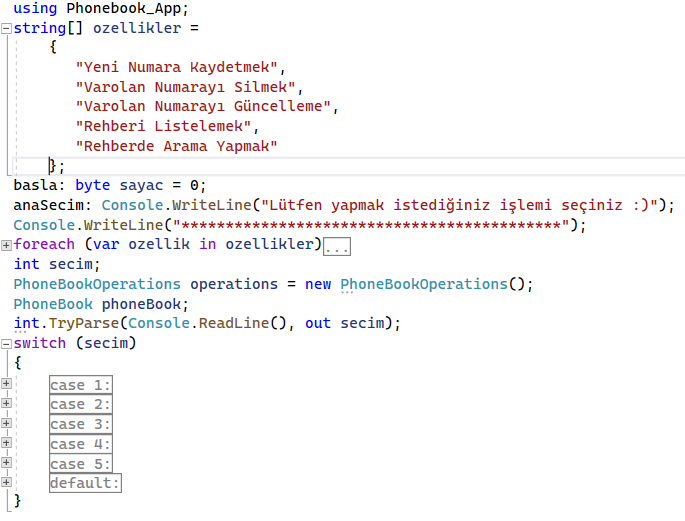 using Phonebook_App;
string[] ozellikler =
{
"Yeni Numara Kaydetmek",
"Varolan Numarayı Silmek",
"Varolan Numarayı Güncelleme",
"Rehberi Listelemek",
"Rehberde Arama Yapmak"
};
basla: byte sayac = 0;
anaSecim: Console.WriteLine("Lütfen yapmak istediğiniz işlemi seçiniz :)");
Console.WriteLine("*******************************************");
foreach (var ozellik in ozellikler)...
int secim;
PhoneBookOperations operations = new PhoneBookOperations();
PhoneBook phoneBook;
int.TryParse(Console.ReadLine(), out secim);
switch (secim)
{
case 1:
case 2:
case 3:
case 4:
case 5:
default:
}